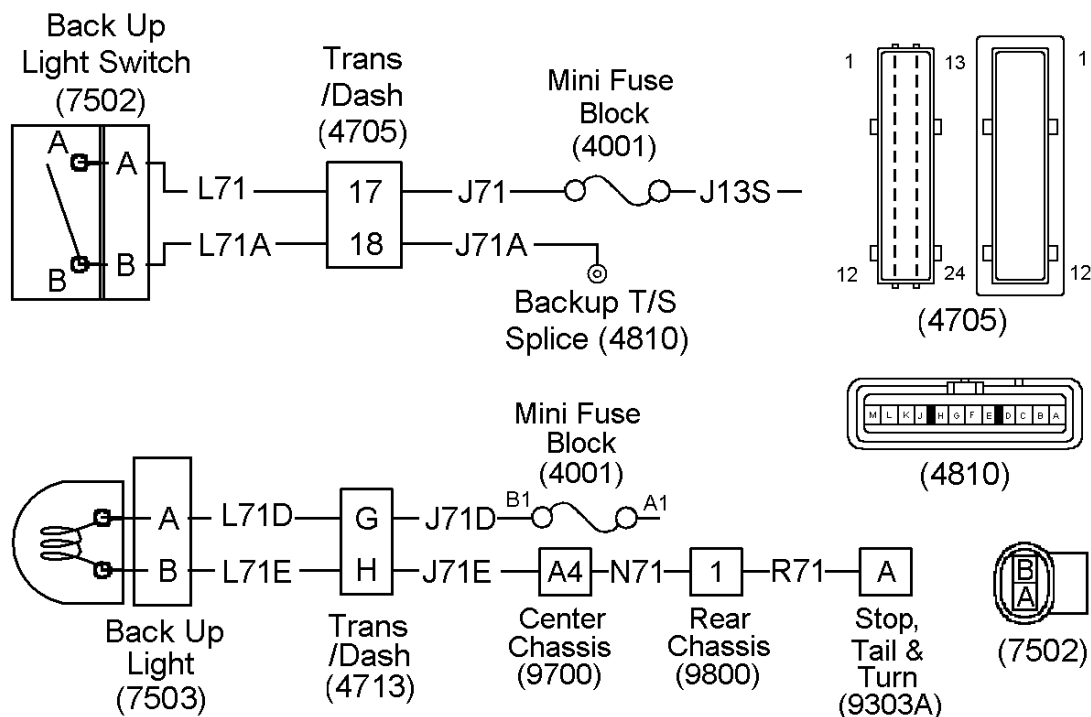 Back Up
Light Switch
(7502)
A
B
A
B
L71
L71A
Trans
/Dash
(4705)
17
18
J71
J71A
Mini Fuse
Block
(4001)
J13S
Backup T/S
Splice (4810)
1
13
12
24
1
12
(4705)
M L K J H G F E D C B A
(4810)
A
B
Back Up
Light
(7503)
L71D
L71E
G
H
Trans
/Dash
(4713)
J71D
J71E
Mini Fuse
Block
(4001)
B1
A1
A4
Center
Chassis
(9700)
N71
1
Rear
Chassis
(9800)
R71
A
Stop,
Tail &
Turn
(9303A)
B
A
(7502)